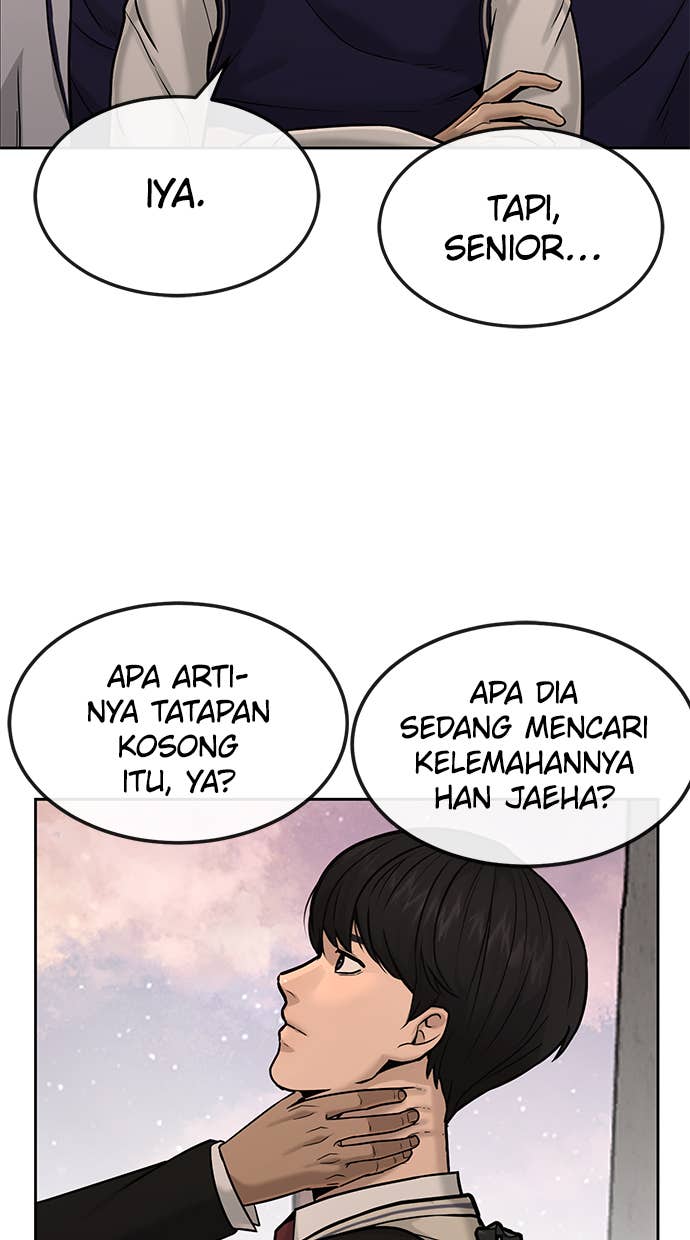 IYA.
TAPI,
SENIOR...
APA ARTI-
NYA TATAPAN
KOSONG
ITU, YA?
APA DIA
SEDANG MENCARI
KELEMAHANNYA
HAN JAEHA?